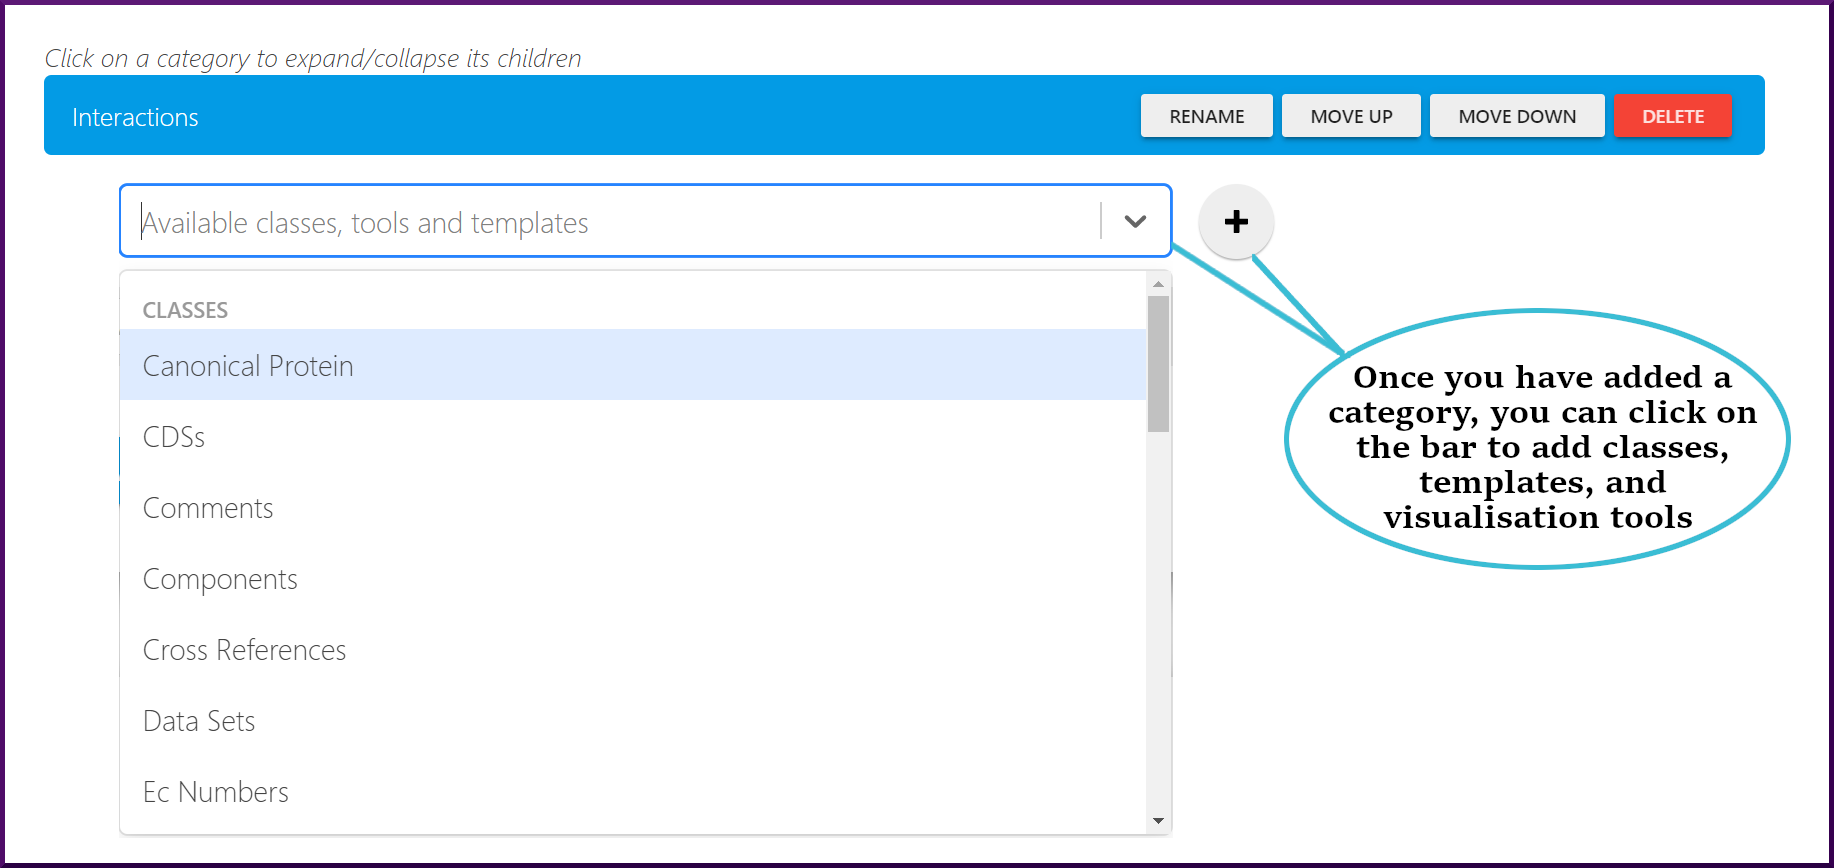 Click on a category to expand/collapse its children
Interactions
RENAME
MOVE UP
MOVE DOWN
DELETE
Available classes, tools and templates
CLASSES
Canonical Protein
CDSs
Comments
Components
Cross References
Data Sets
Ec Numbers
Once you have added a
category, you can click on
the bar to add classes,
templates, and
visualisation tools